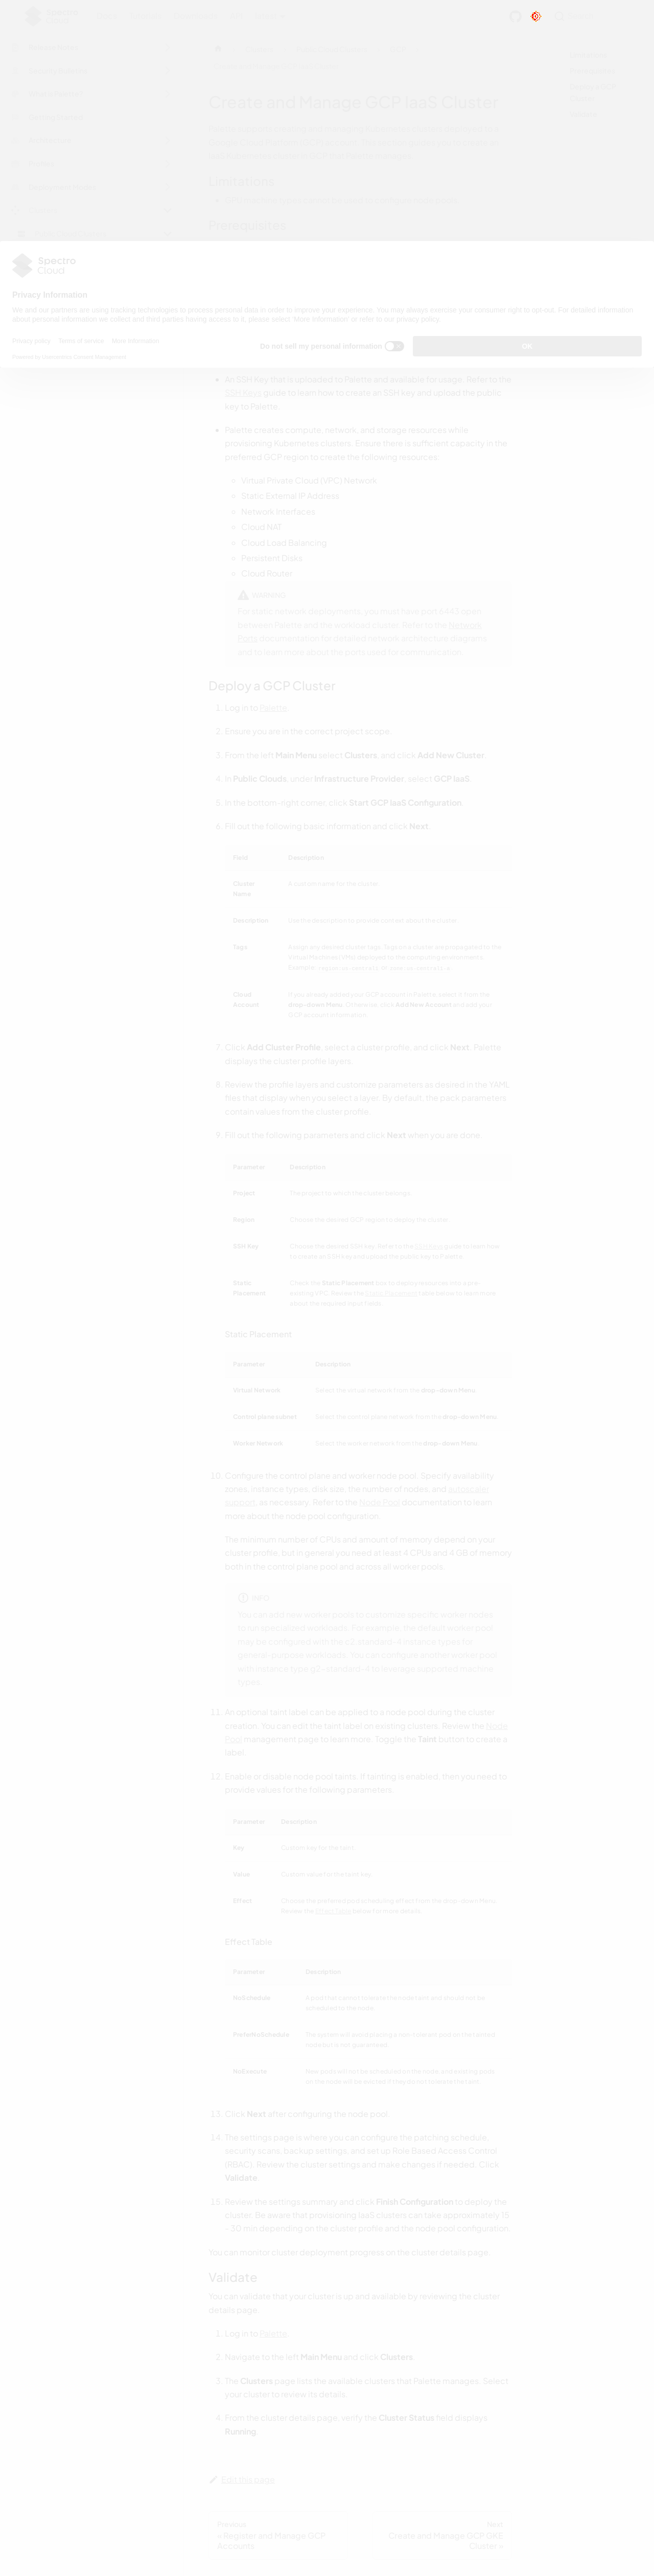 Create and Manage GCP IaaS Cluster
Limitations
Prerequisites
Spectro
Cloud
Privacy Information
We and our partners are using tracking technologies to process personal data in order to improve your experience. You may always exercise your consumer right to opt-out. For detailed information
about personal information we collect and third parties having access to it, please select 'More Information' or refer to our privacy policy.
Privacy policy Terms of service More Information
Do not sell my personal information
OK
Powered by Usercentrics Consent Management
An SSH Key that is uploaded to Palette and available for usage. Refer to the
SSH Keys guide to learn how to create an SSH key and upload the public
key to Palette.
Palette creates compute, network, and storage resources while
provisioning Kubernetes clusters. Ensure there is sufficient capacity in the
preferred GCP region to create the following resources:
Virtual Private Cloud (VPC) Network
Static External IP Address
Network Interfaces
Cloud NAT
Cloud Load Balancing
Persistent Disks
Cloud Router
WARNING
For static network deployments, you must have port 6443 open
between Palette and the workload cluster. Refer to the Network
Ports documentation for detailed network architecture diagrams
and to learn more about the ports used for communication.
Deploy a GCP Cluster
1. Log in to Palette.
2. Ensure you are in the correct project scope.
3. From the left Main Menu select Clusters, and click Add New Cluster.
4. In Public Clouds, under Infrastructure Provider, select GCP IaaS.
5. In the bottom-right corner, click Start GCP IaaS Configuration.
6. Fill out the following basic information and click Next.
Field Description
Cluster
Name
A custom name for the cluster.
Description Use the description to provide context about the cluster.
Tags Assign any desired cluster tags. Tags on a cluster are propagated to the
Virtual Machines (VMs) deployed to the computing environments.
Cloud
Account
If you already added your GCP account in Palette, select it from the
drop-down Menu. Otherwise, click Add New Account and add your
GCP account information.
7. Click Add Cluster Profile, select a cluster profile, and click Next. Palette
displays the cluster profile layers.
8. Review the profile layers and customize parameters as desired in the YAML
files that display when you select a layer. By default, the pack parameters
contain values from the cluster profile.
9. Fill out the following parameters and click Next when you are done.
Parameter Description
Project The project to which the cluster belongs.
Region Choose the desired GCP region to deploy the cluster.
SSH Key Choose the desired SSH key. Refer to the SSH Keys guide to learn how
to create an SSH key and upload the public key to Palette.
Static
Placement
Check the Static Placement box to deploy resources into a pre-
existing VPC. Review the Static Placement table below to learn more
about the required input fields.
Static Placement
Parameter Description
Virtual Network Select the virtual network from the drop-down Menu.
Control plane subnet Select the control plane network from the drop-down Menu.
Worker Network Select the worker network from the drop-down Menu.
10. Configure the control plane and worker node pool. Specify availability
zones, instance types, disk size, the number of nodes, and autoscale
support, as necessary. Refer to the Node Pool documentation to learn
more about the node pool configuration.
The minimum number of CPUs and amount of memory depend on your
cluster profile, but in general you need at least 4 CPUs and 4 GB of memory
both in the control plane pool and across all worker pools.
INFO
You can add new worker pools to customize specific worker nodes
to run specialized workloads. For example, the default worker pool
may be configured with the c2.standard-4 instance types for
general-purpose workloads. You can configure another worker pool
with instance type g2-standard-4 to leverage supported machine
types.
11. An optional taint label can be applied to a node pool during the cluster
creation. You can edit the taint label on existing clusters. Review the Node
Pool management page to learn more. Toggle the Taint button to create a
label.
12. Enable or disable node pool taints. If tainting is enabled, then you need to
provide values for the following parameters.
Parameter Description
Key Custom key for the taint.
Value Custom value for the taint key.
Effect Choose the preferred pod scheduling effect from the drop-down Menu.
Review the Effect Table below for more details.
Effect Table
Parameter Description
NoSchedule A pod that cannot tolerate the node taint and should not be
scheduled to the node.
PreferNoSchedule The system will avoid placing a non-tolerant pod to the tainted
node but is not guaranteed.
NoExecute New pods will not be scheduled on the node, and existing pods
on the node will be evicted if they do not tolerate the taint.
13. Click Next after configuring the node pool.
14. The settings page is where you can configure the patching schedule,
security scans, backup settings, and set up Role Based Access Control
(RBAC). Review the cluster settings and make changes if needed. Click
Validate.
15. Review the settings summary and click Finish Configuration to deploy the
cluster. Be aware that provisioning IaaS clusters can take approximately 15
- 30 min depending on the cluster profile and the node pool configuration.
You can monitor cluster deployment progress on the cluster details page.
Validate
You can validate that your cluster is up and available by reviewing the cluster
details page.
1. Log in to Palette.
2. Navigate to the left Main Menu and click Clusters.
3. The Clusters page lists the available clusters that Palette manages. Select
your cluster to review its details.
4. From the cluster details page, verify the Cluster Status field displays
Running.
Edit this page
Previous
« Register and Manage GCP
Accounts
Next
Create and Manage GCP GKE
Cluster »